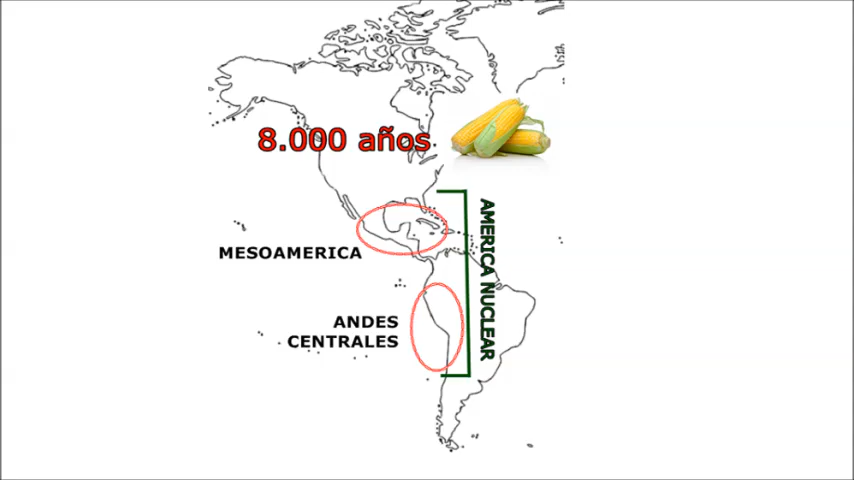 8.000 años
AMERICA NUCLEAR
MESOAMERICA
ANDES
CENTRALES